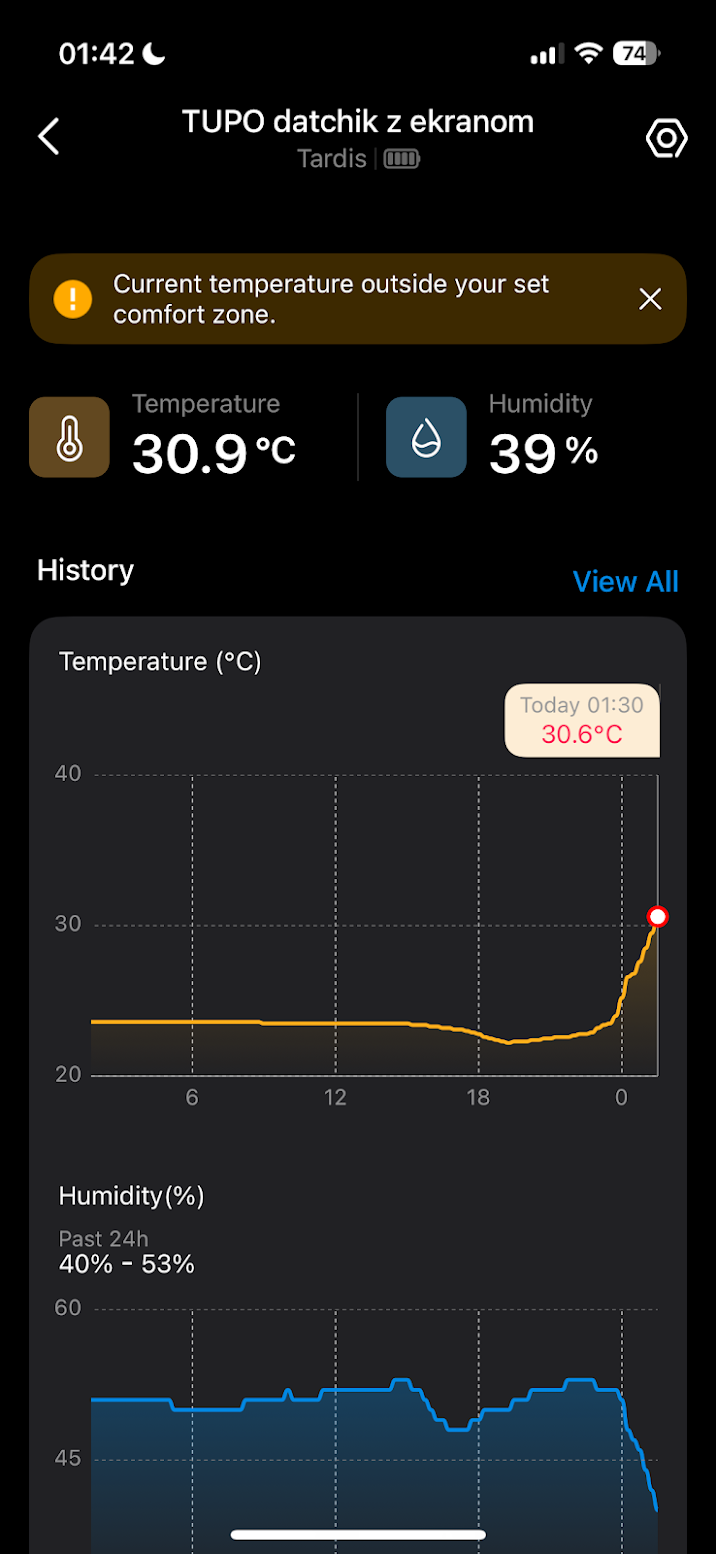 01:42
74
TUPO datchik z ekranom
Tardis
Current temperature outside your set
comfort zone.
Temperature
30.9 °C
Humidity
39 %
History
View All
Temperature (°C)
Today 01:30
30.6°C
40
30
20
6 12 18 0
Humidity(%)
Past 24h
40% - 53%
60
45